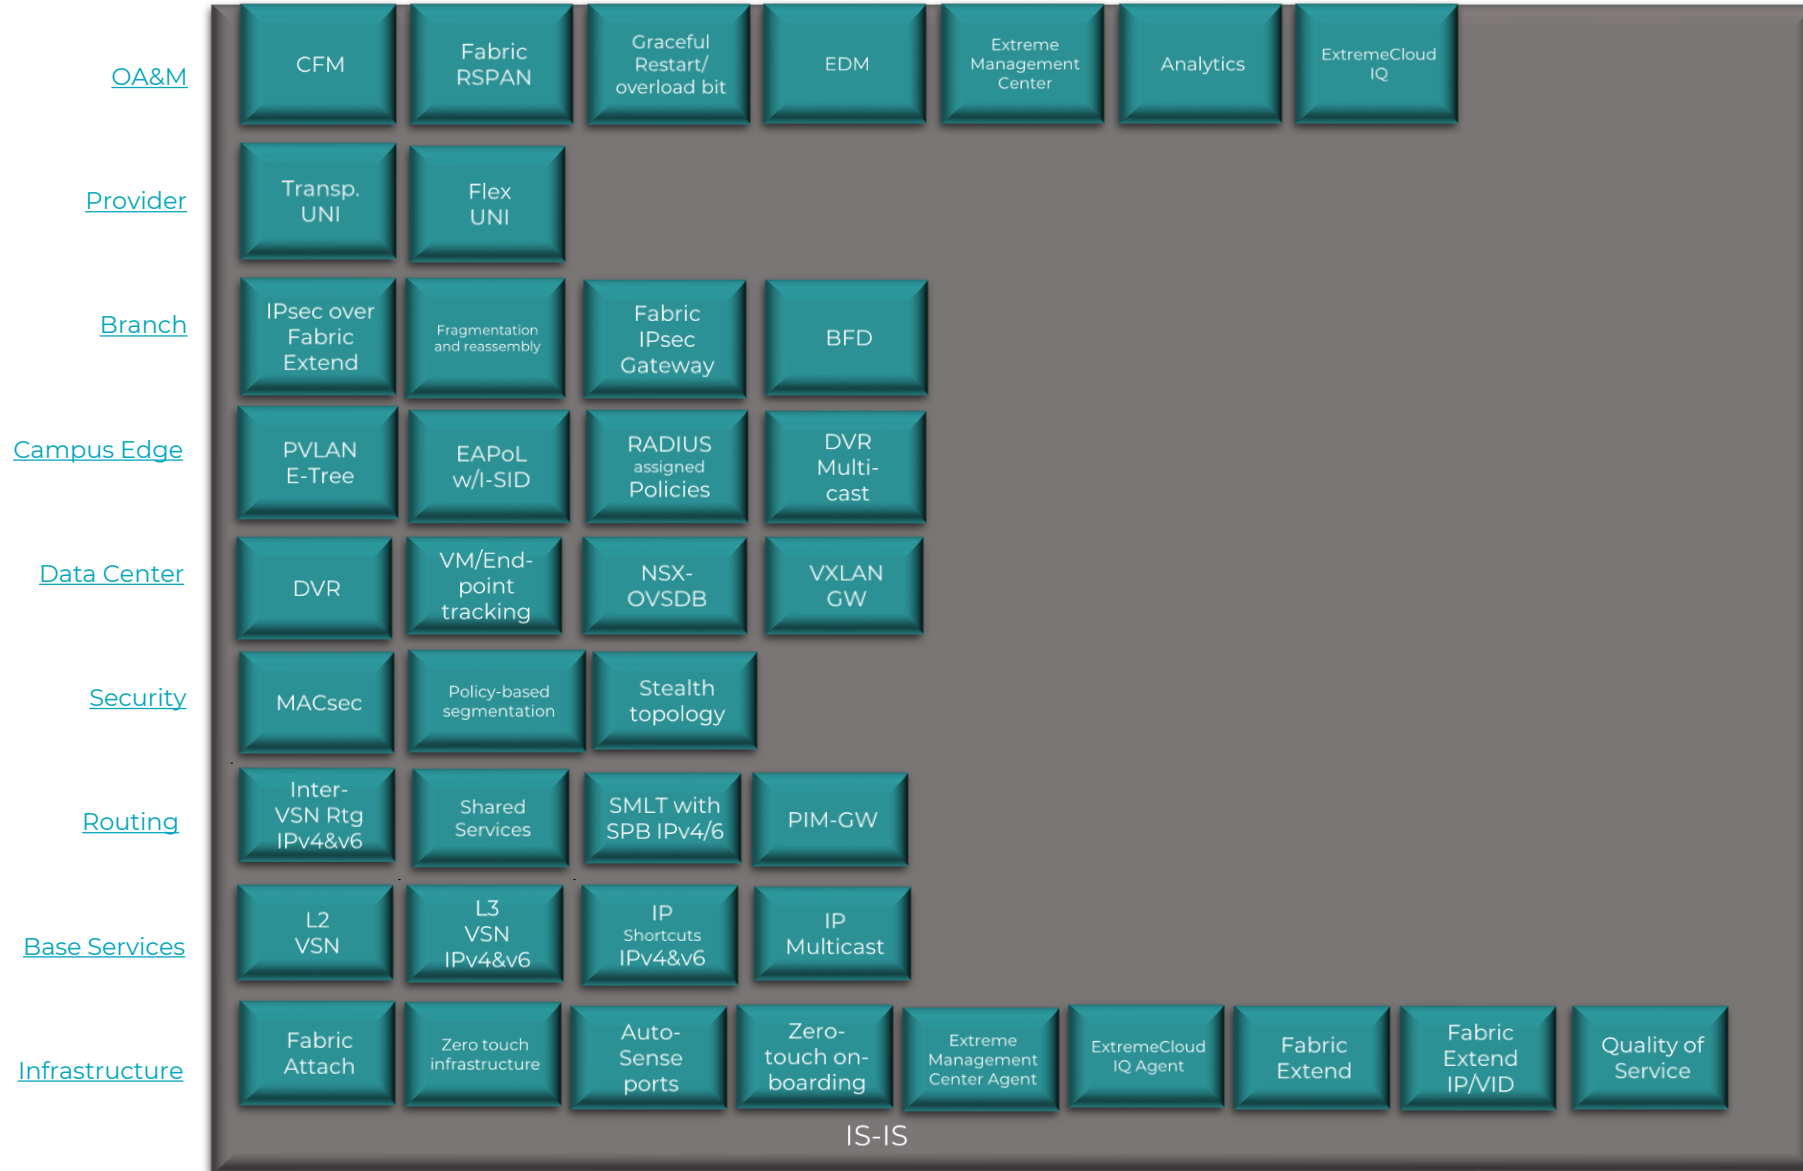 OA&M
CFM
Fabric
RSPAN
Graceful
Restart/
overload bit
EDM
Extreme
Management
Center
Analytics
ExtremeCloud
IQ
Provider
Transp.
UNI
Flex
UNI
Branch
IPsec over
Fabric
Extend
Fragmentation
and reassembly
Fabric
IPsec
Gateway
BFD
Campus Edge
PVLAN
E-Tree
EAPoL
w/I-SID
RADIUS
assigned
Policies
DVR
Multi-
cast
Data Center
DVR
VM/End-
point
tracking
NSX-
OVSDB
VXLAN
GW
Security
MACsec
Policy-based
segmentation
Stealth
topology
Routing
Inter-
VSN Rtg
IPv4&v6
Shared
Services
SMLT with
SPB IPv4/6
PIM-GW
Base Services
L2
VSN
L3
VSN
IPv4&v6
IP
Shortcuts
IPv4&v6
IP
Multicast
Infrastructure
Fabric
Attach
Zero touch
infrastructure
Auto-
Sense
ports
Zero-
touch on-
boarding
Extreme
Management
Center Agent
ExtremeCloud
IQ Agent
Fabric
Extend
Fabric
Extend
IP/VID
Quality of
Service
IS-IS